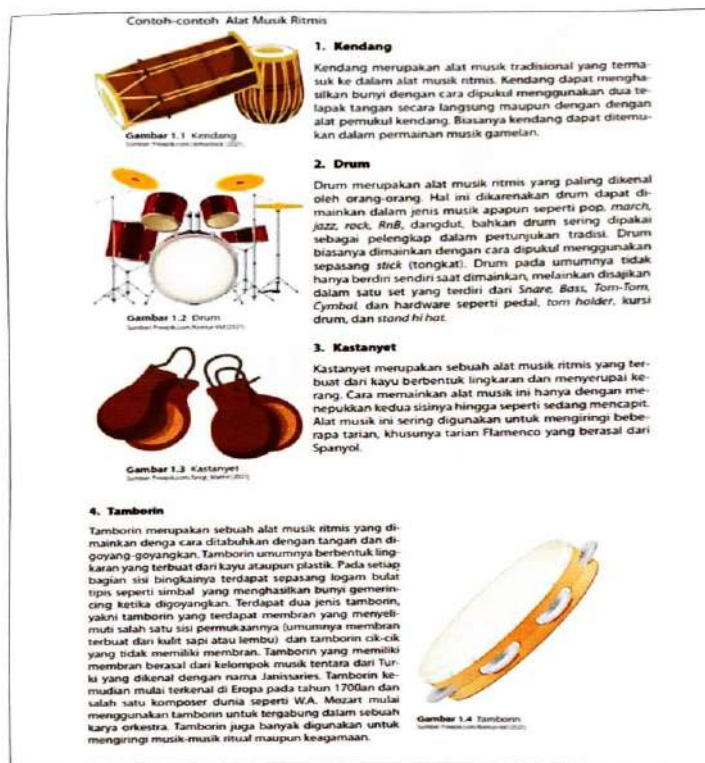 Contoh-contoh Alat Musik Ritmis
1. Kendang
Kendang merupakan alat musik tradisional yang terma-
suk ke dalam alat musik ritmis. Kendang dapat mengha-
silkan bunyi dengan cara dipukul menggunakan dua te-
lapak tangan secara langsung maupun dengan dengan
alat pemukul kendang. Biasanya kendang dapat ditemu-
kan dalam permainan musik gamelan.
Gambar 1.1 Kendang
2. Drum
Drum merupakan alat musik ritmis yang paling dikenal
oleh orang-orang. Hal ini dikarenakan drum dapat di-
mainkan dalam jenis musik apapun seperti pop, march,
jazz, rock, RnB, dangdut, bahkan drum sering dipakai
sebagai pelengkap dalam pertunjukan tradisi. Drum
biasanya dimainkan dengan cara dipukul menggunakan
sepasang stick (tongkat). Drum pada umumnya tidak
hanya berdiri sendiri saat dimainkan, melainkan disajikan
dalam satu set yang terdiri dari Snare, Bass, Tom-Tom,
Cymbal, dan hardware seperti pedal, tom holder, kursi
drum, dan stand hi hat.
Gambar 1.2 Drum
3. Kastanyet
Kastanyet merupakan sebuah alat musik ritmis yang ter-
buat dari kayu berbentuk lingkaran dan menyerupai ke-
rang. Cara memainkan alat musik ini hanya dengan me-
nepukkan kedua sisinya hingga seperti sedang mencapit.
Alat musik ini sering digunakan untuk mengiringi bebe-
rapa tarian, khusunya tarian Flamenco yang berasal dari
Spanyol.
Gambar 1.3 Kastanyet
4. Tamborin
Tamborin merupakan sebuah alat musik ritmis yang di-
mainkan denga cara ditabuhkan dengan tangan dan di-
goyang-goyangkan. Tamborin umumnya berbentuk ling-
karan yang terbuat dari kayu ataupun plastik. Pada setiap
bagian sisi bingkainya terdapat sepasang logam bulat
tipis seperti simbal yang menghasilkan bunyi gemerin-
cing ketika digoyangkan. Terdapat dua jenis tamborin,
yakni tamborin yang terdapat membran yang menyeli-
muti salah satu sisi permukaannya (umumnya membran
terbuat dari kulit sapi atau lembu) dan tamborin cik-cik
yang tidak memiliki membran. Tamborin yang memiliki
membran berasal dari kelompok musik tentara dari Tur-
ki yang dikenal dengan nama Janissaries. Tamborin ke-
mudian mulai terkenal di Eropa pada tahun 1700an dan
salah satu komposer dunia seperti W.A. Mozart mulai
menggunakan tamborin untuk tergabung dalam sebuah
karya orkestra. Tamborin juga banyak digunakan untuk
mengiringi musik-musik ritual maupun keagamaan.
Gambar 1.4 Tamborin